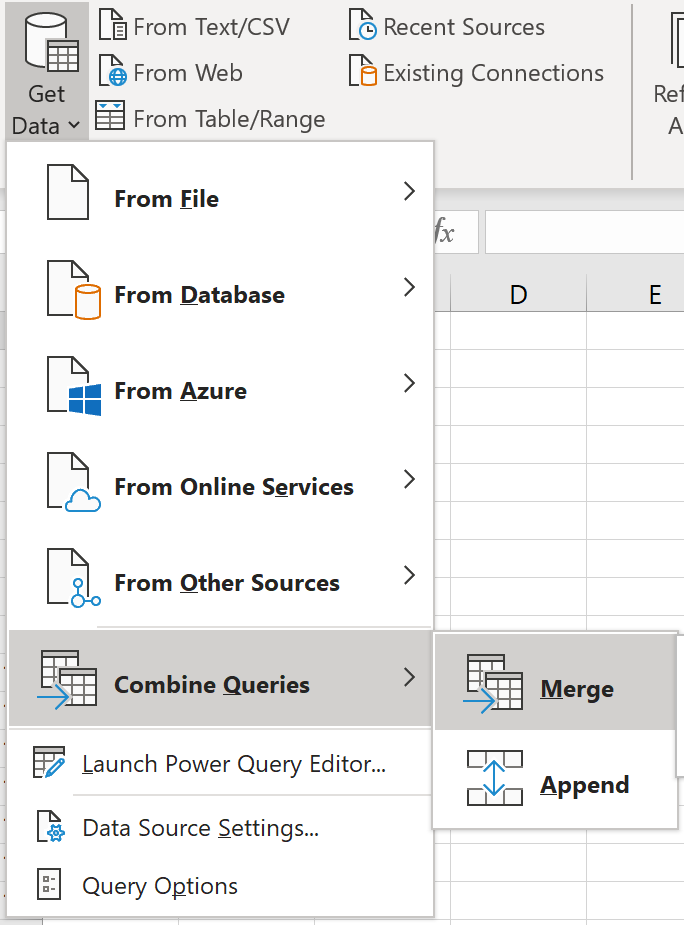 Get
Data
From Text/CSV
From Web
From Table/Range
Recent Sources
Existing Connections
From File
From Database
From Azure
From Online Services
From Other Sources
Combine Queries
Launch Power Query Editor...
Data Source Settings...
Query Options
Merge
Append
fx
D
E